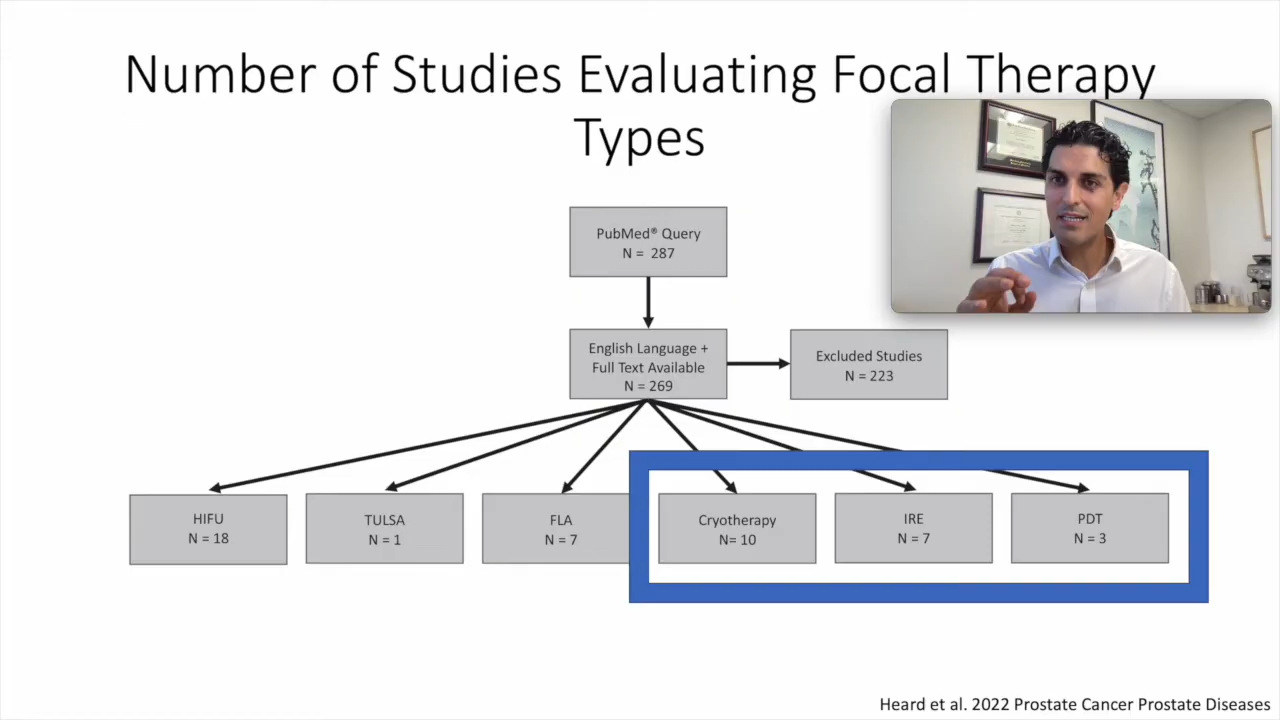 Number of Studies Evaluating Focal Therapy
Types
PubMed® Query
N = 287
English Language +
Full Text Available
N = 269
Excluded Studies
N = 223
HIFU
N = 18
TULSA
N = 1
FLA
N = 7
Cryotherapy
N= 10
IRE
N = 7
PDT
N = 3
Heard et al. 2022 Prostate Cancer Prostate Diseases